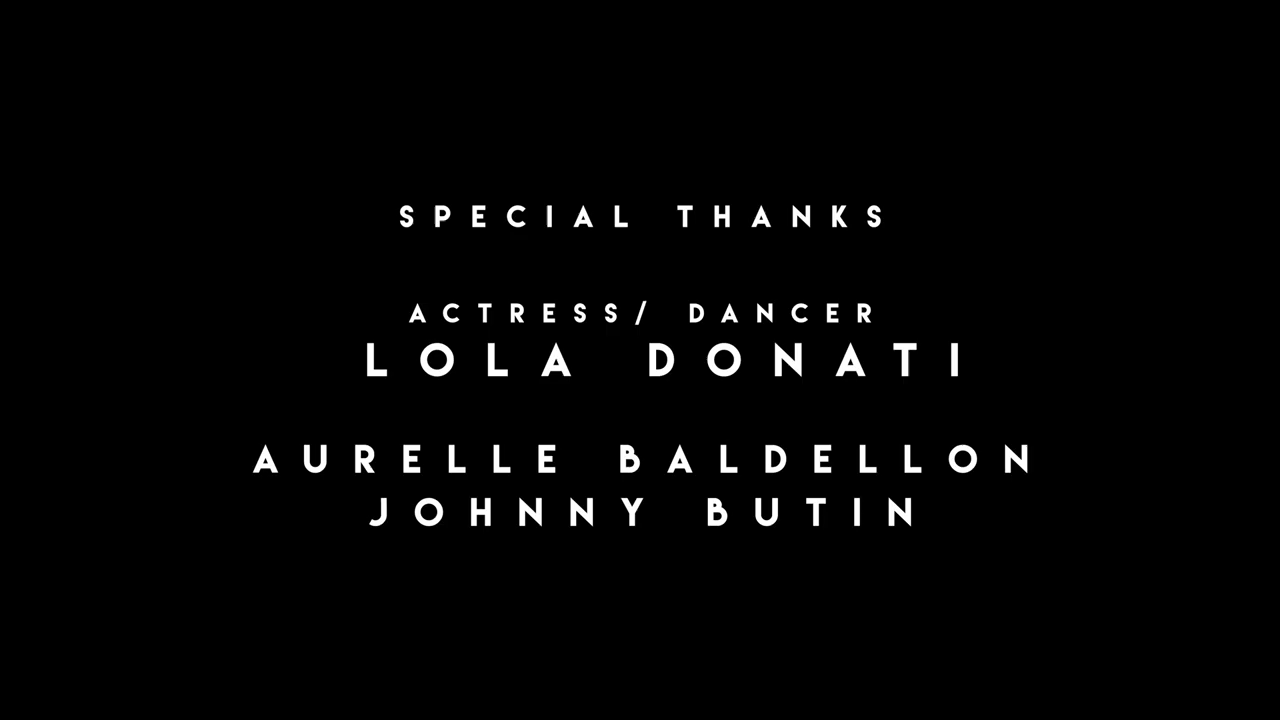 SPECIAL THANKS
ACTRESS/ DANCER
LOLA DONATI
AURELLE BALDELLON
JOHNNY BUTIN